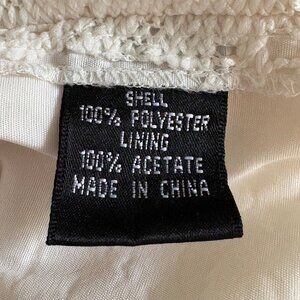 SHELL
100% POLYESTER
LINING
100% ACETATE
MADE IN CHINA